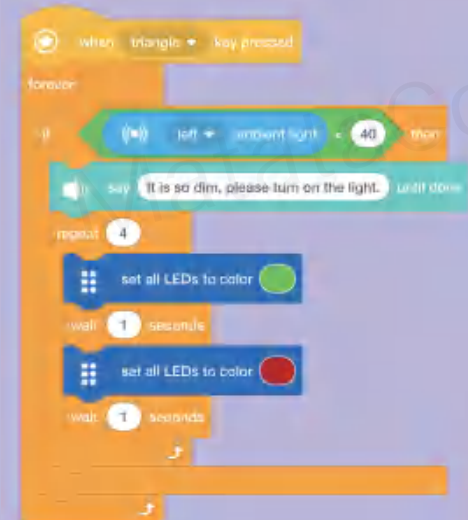 when triangle key pressed
forever
if left ambient light < 40 then
say It is so dim, please turn on the light. until done
repeat 4
set all LEDs to color
wait 1 seconds
set all LEDs to color
wait 1 seconds